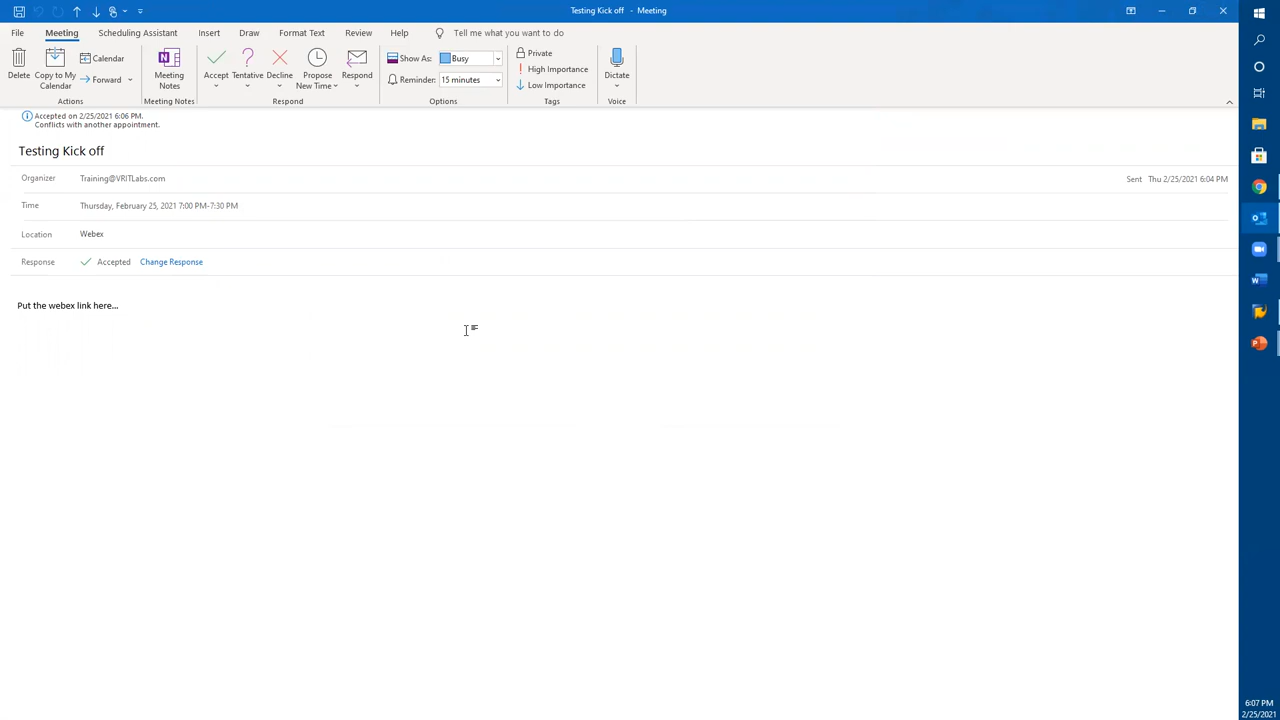 Testing Kick off - Meeting
File Meeting Scheduling Assistant Insert Draw Format Text Review Help Tell me what you want to do
Delete
Copy to My
Calendar
Calendar
Forward
Actions
Meeting
Notes
Meeting Notes
Accept
Tentative
Decline
Propose
New Time
Respond
Respond
Show As: Busy
Reminder: 15 minutes
Options
Private
High Importance
Low Importance
Tags
Dictate
Voice
Accepted on 2/25/2021 6:06 PM.
Conflicts with another appointment.
Testing Kick off
Organizer Training@VRITLabs.com Sent Thu 2/25/2021 6:04 PM
Time Thursday, February 25, 2021 7:00 PM-7:30 PM
Location Webex
Response Accepted Change Response
Put the webex link here...
6:07 PM
2/25/2021